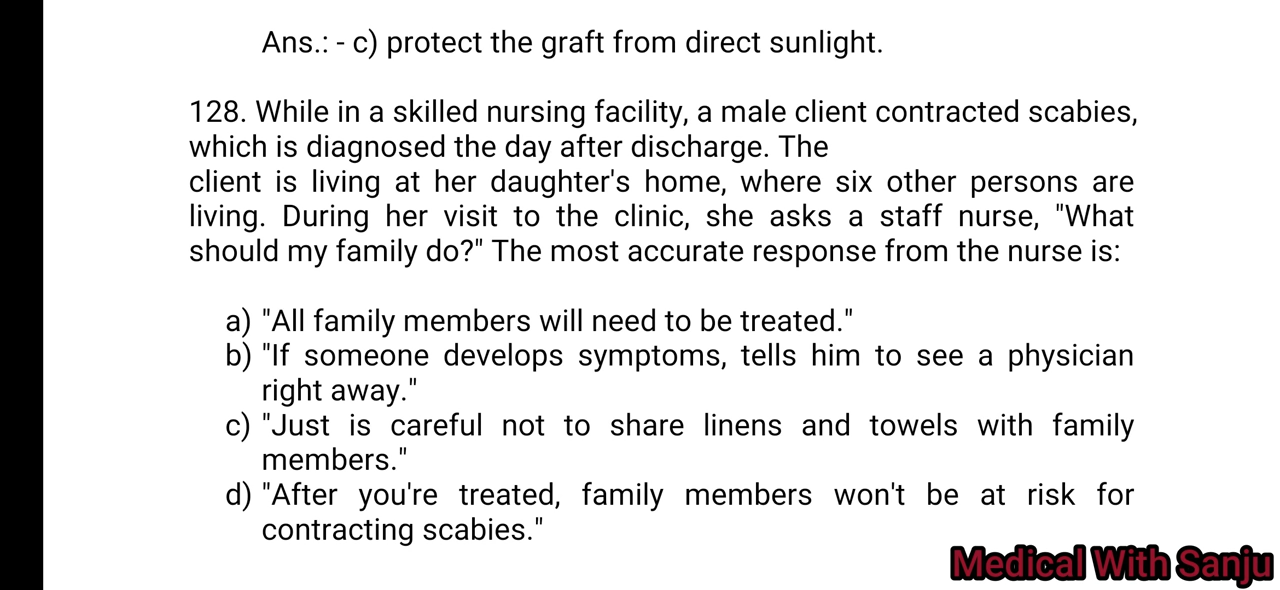 Ans.: - c) protect the graft from direct sunlight.
128. While in a skilled nursing facility, a male client contracted scabies,
which is diagnosed the day after discharge. The
client is living at her daughter's home, where six other persons are
living. During her visit to the clinic, she asks a staff nurse, "What
should my family do?" The most accurate response from the nurse is:
a) "All family members will need to be treated."
b) "If someone develops symptoms, tells him to see a physician
right away."
c) "Just is careful not to share linens and towels with family
members."
d) "After you're treated, family members won't be at risk for
contracting scabies."
Medical With Sanju